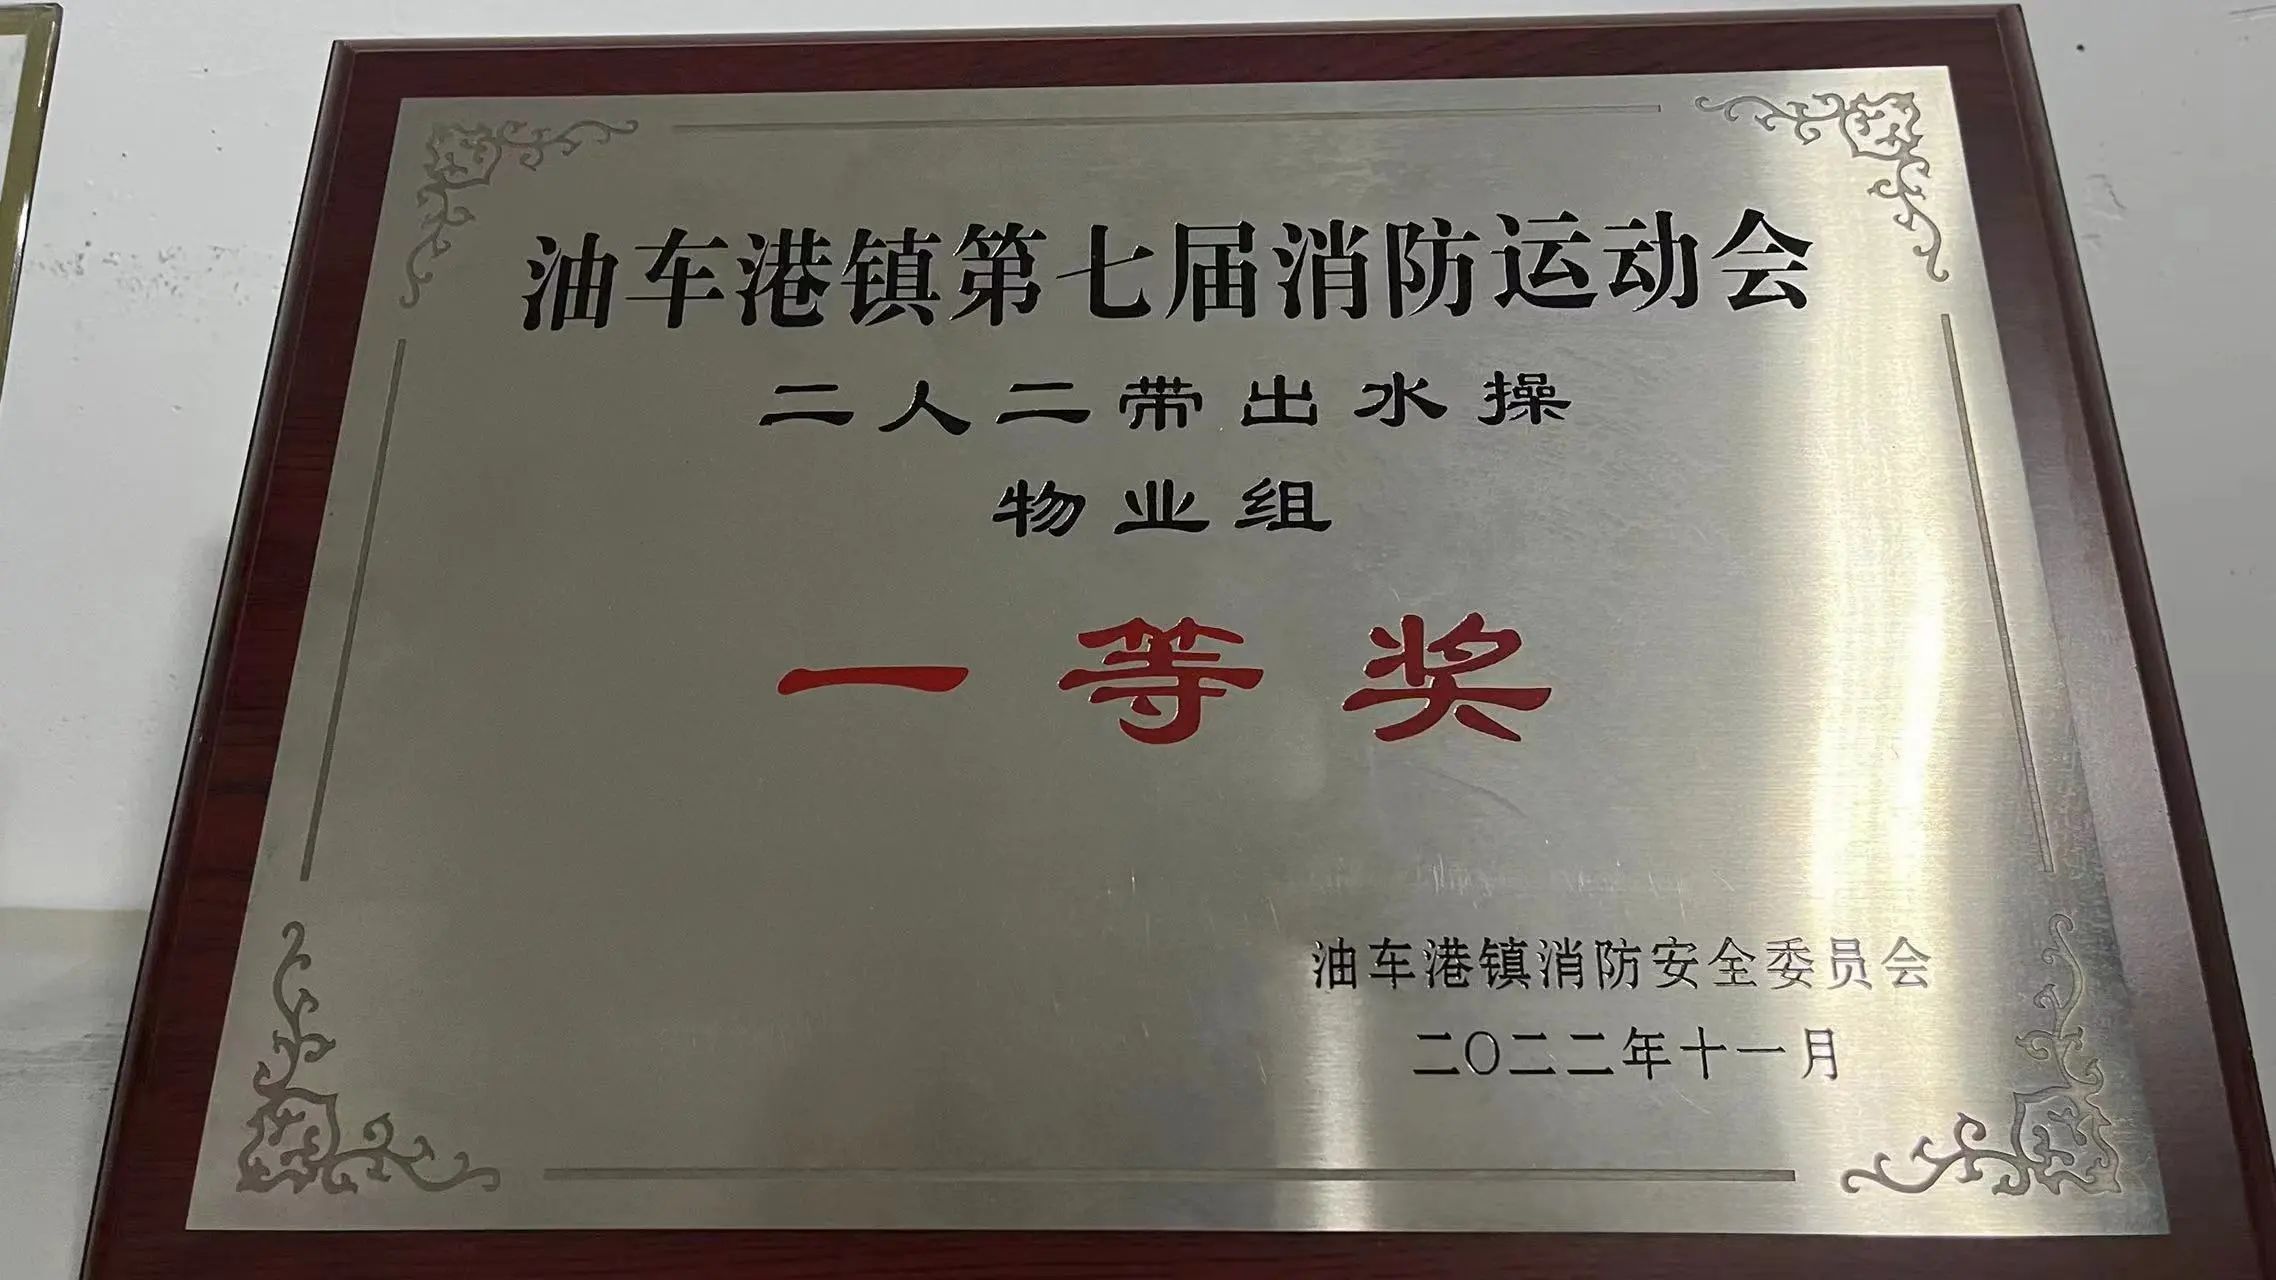 油车港镇第七届消防运动会
二人二带出水操
物业组
一等奖
油车港镇消防安全委员会
二〇二二年十一月